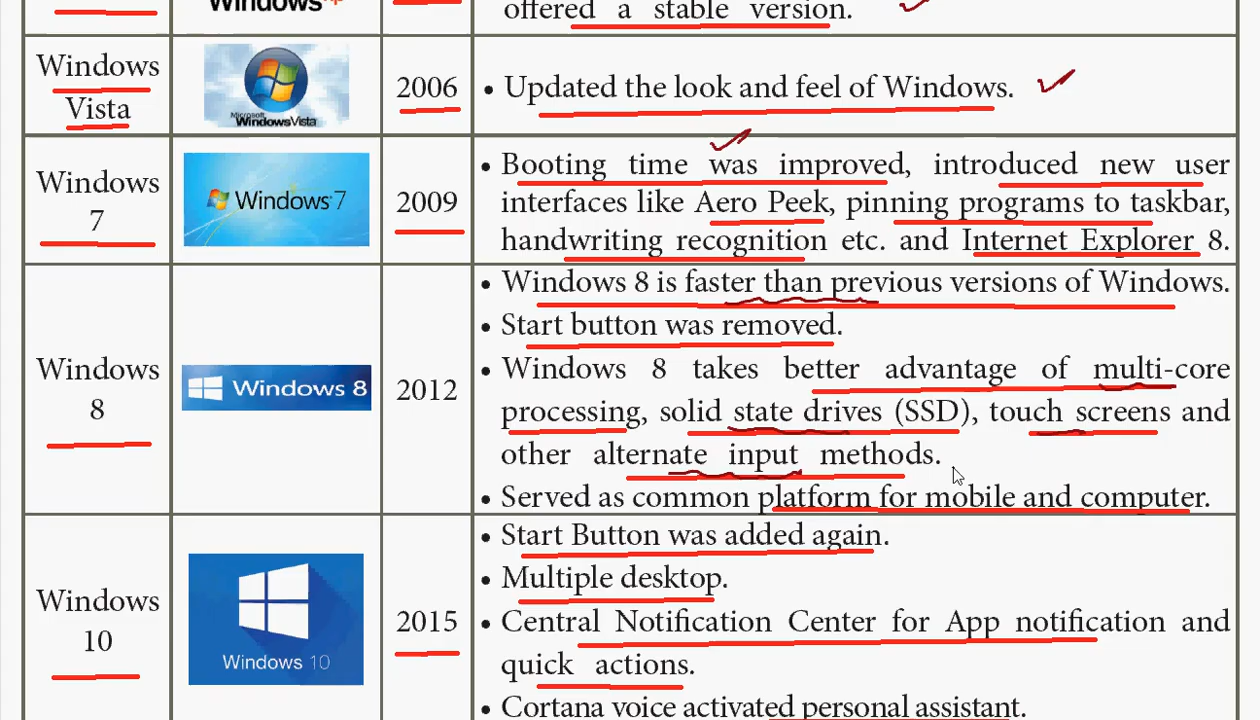 Windows
offered a stable version.
Windows
Vista
Microsoft
WindowsVista
2006
• Updated the look and feel of Windows.
Windows
7
Windows 7
2009
• Booting time was improved, introduced new user
interfaces like Aero Peek, pinning programs to taskbar,
handwriting recognition etc. and Internet Explorer 8.
Windows
8
Windows 8
2012
• Windows 8 is faster than previous versions of Windows.
• Start button was removed.
• Windows 8 takes better advantage of multi-core
processing, solid state drives (SSD), touch screens and
other alternate input methods.
• Served as common platform for mobile and computer.
Windows
10
Windows 10
2015
• Start Button was added again.
• Multiple desktop.
• Central Notification Center for App notification and
quick actions.
• Cortana voice activated personal assistant.